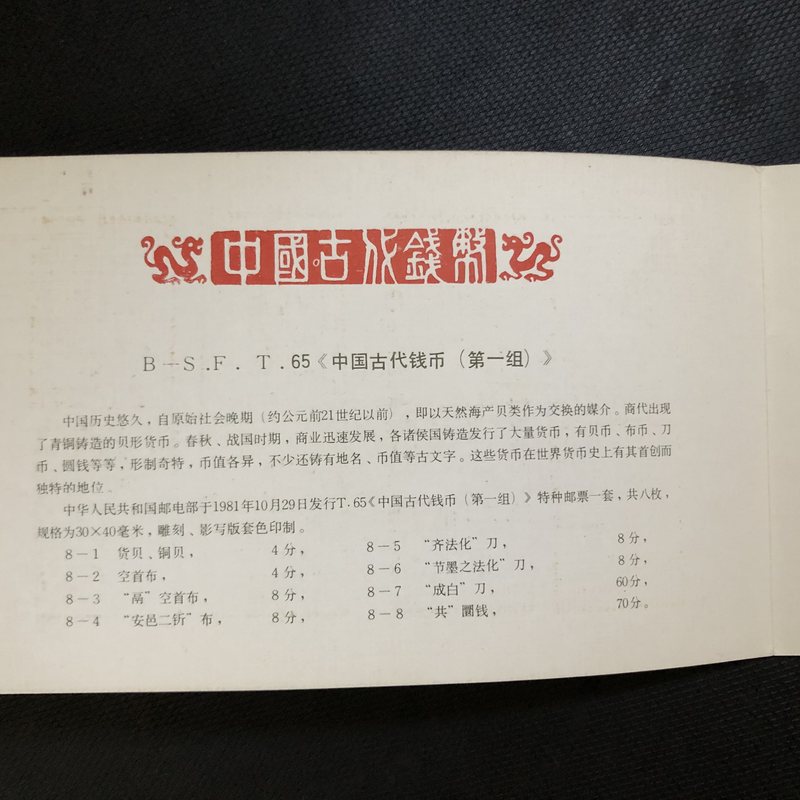 中國古代錢幣
B—S.F. T.65《中国古代钱币（第一组）》
中国历史悠久，自原始社会晚期（约公元前21世纪以前），即以天然海产贝类作为交换的媒介。商代出现
了青铜铸造的贝形货币。春秋、战国时期，商业迅速发展，各诸侯国铸造发行了大量货币，有贝币、布币、刀
币、圆钱等等，形制奇特，币值各异，不少还铸有地名、币值等古文字。这些货币在世界货币史上有其首创而
独特的地位。
中华人民共和国邮电部于1981年10月29日发行T.65《中国古代钱币（第一组）》特种邮票一套，共八枚，
规格为30×40毫米，雕刻、影写版套色印制。
8－1 货贝、铜贝， 4分，
8－2 空首布， 4分，
8－3 “鬲”空首布， 8分，
8－4 “安邑二釿”布， 8分，
8－5 “齐法化”刀， 8分，
8－6 “节墨之法化”刀， 8分，
8－7 “成白”刀， 60分，
8－8 “共”圜钱， 70分。